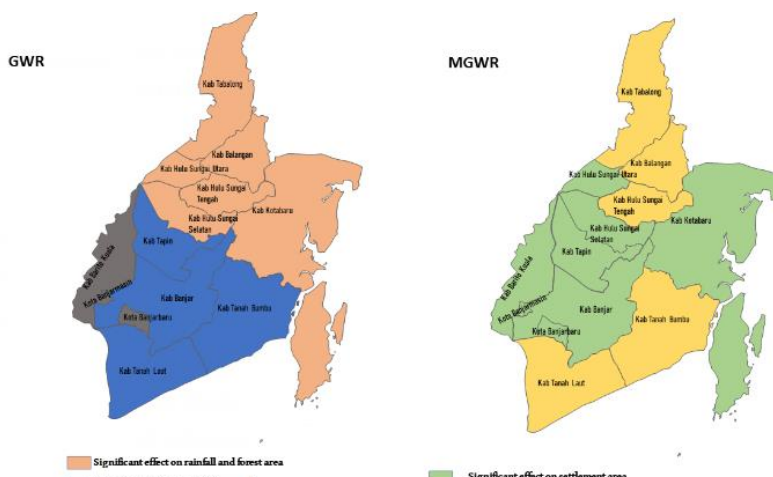 GWR
MGWR
Kab Tabalong
Kab Balangan
Kab Hulu Sungai Utara
Kab Hulu Sungai
Tengah
Kab Kotabaru
Kab Hulu Sungai
Selatan
Kab Tapin
Kab Barito Kuala
Kota Banjarmasin
Kab Banjar
Kota Banjarbaru
Kab Tanah Bumbu
Kab Tanah Laut
Significant effect on rainfall and forest area
Kab Tabalong
Kab Balangan
Kab Hulu Sungai Utara
Kab Hulu Sungai
Tengah
Kab Kotabaru
Kab Hulu Sungai
Selatan
Kab Tapin
Kab Barito Kuala
Kota Banjarmasin
Kab Banjar
Kota Banjarbaru
Kab Tanah Bumbu
Kab Tanah Laut
Significant effect on settlement area